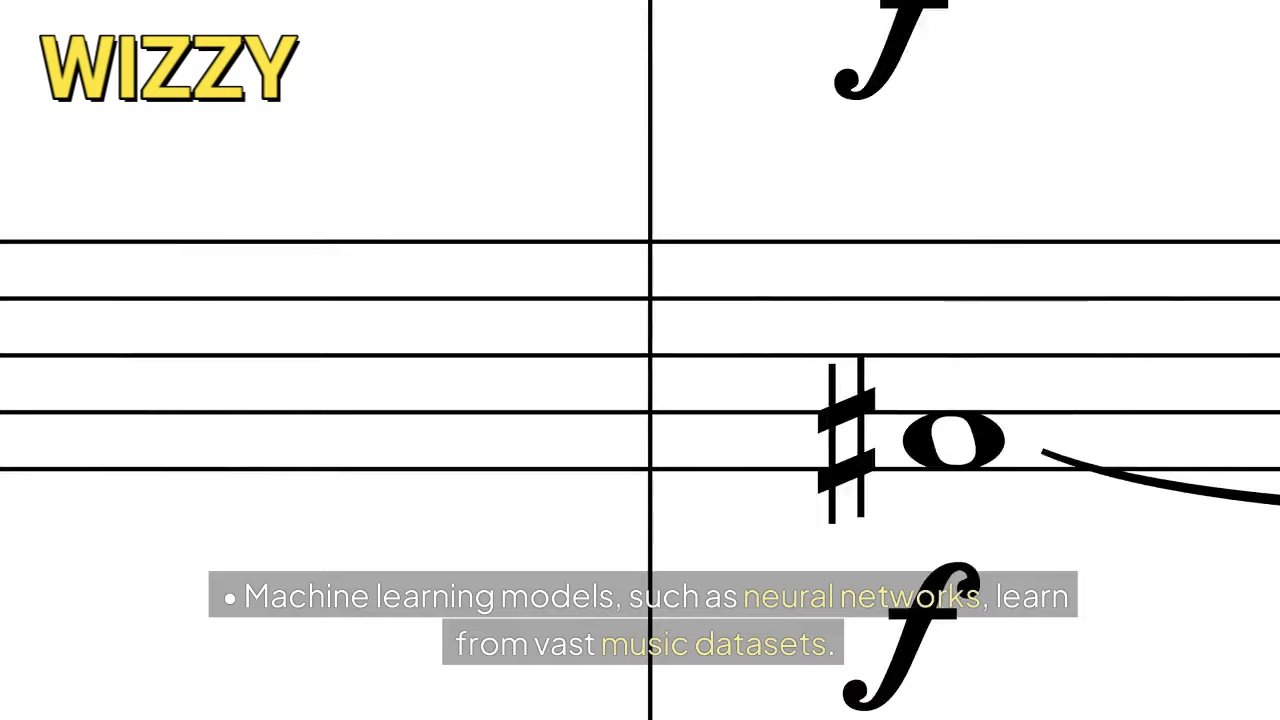 WIZZY
f
• Machine learning models, such as neural networks, learn
from vast music datasets.
f